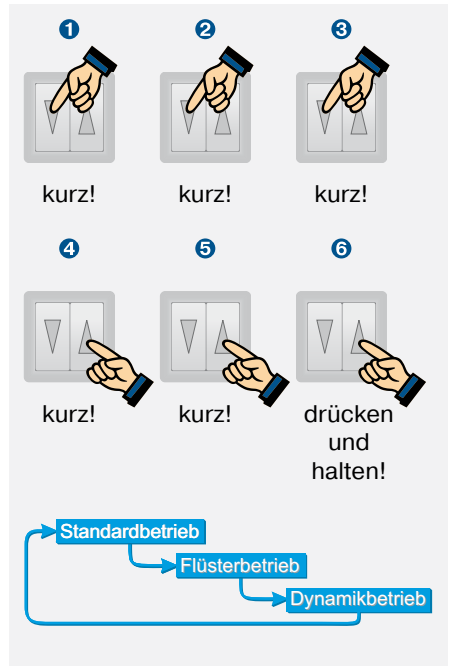 1 2 3
kurz! kurz! kurz!
4 5 6
kurz! kurz! drücken
und
halten!
Standardbetrieb
Flüsterbetrieb
Dynamikbetrieb